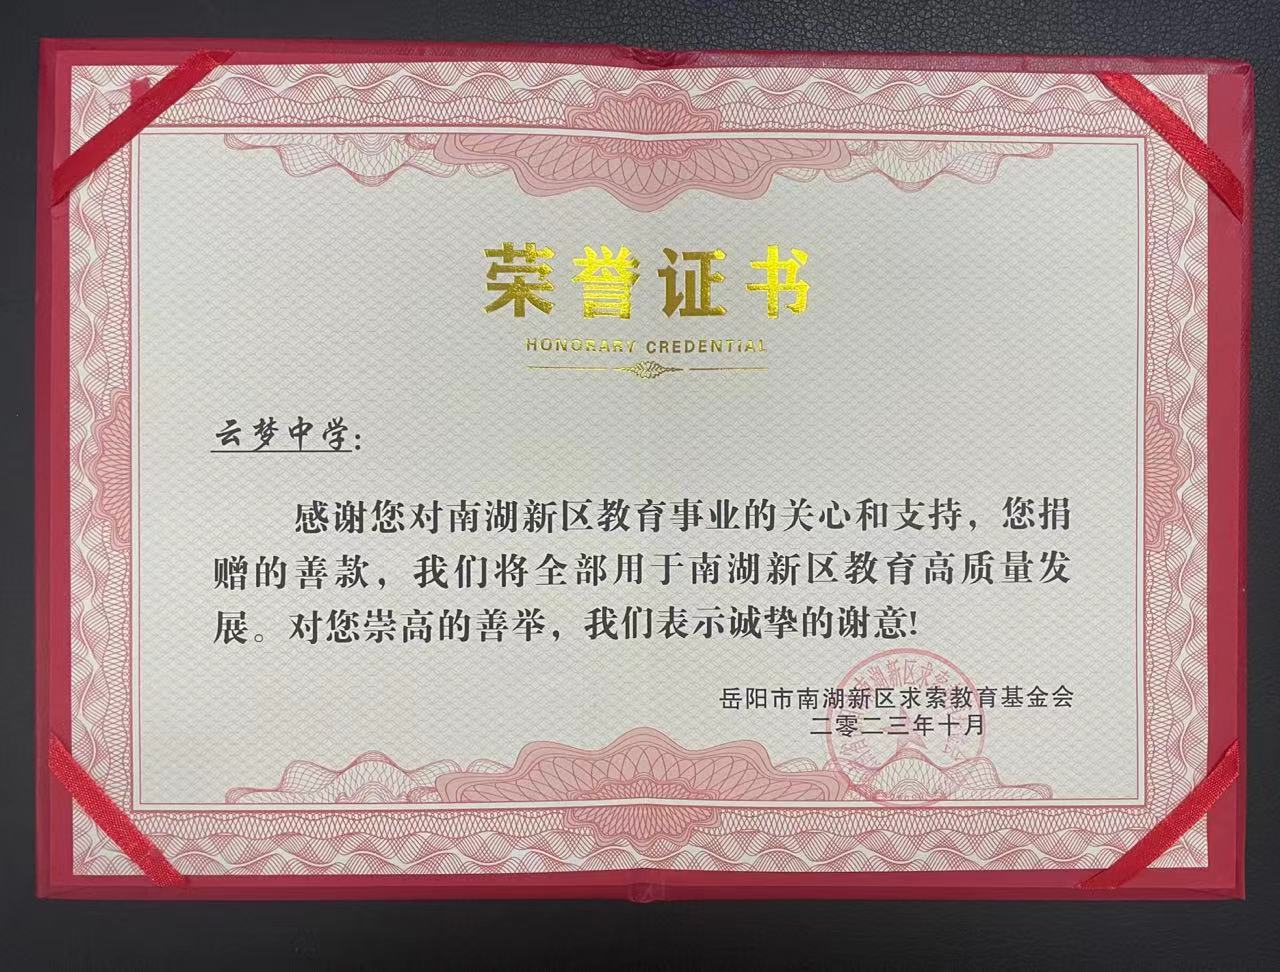 荣誉证书
HONORARY CREDENTIAL
云梦中学:
感谢您对南湖新区教育事业的关心和支持，您捐
赠的善款，我们将全部用于南湖新区教育高质量发
展。对您崇高的善举，我们表示诚挚的谢意!
岳阳市南湖新区求索教育基金会
二零二三年十月